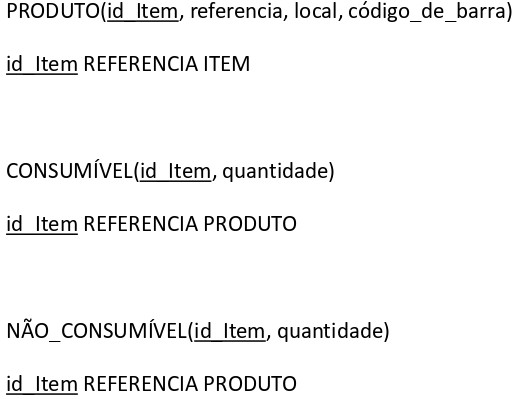 PRODUTO(id_Item, referencia, local, código_de_barra)
id_Item REFERENCIA ITEM
CONSUMÍVEL(id_Item, quantidade)
id_Item REFERENCIA PRODUTO
NÃO_CONSUMÍVEL(id_Item, quantidade)
id_Item REFERENCIA PRODUTO